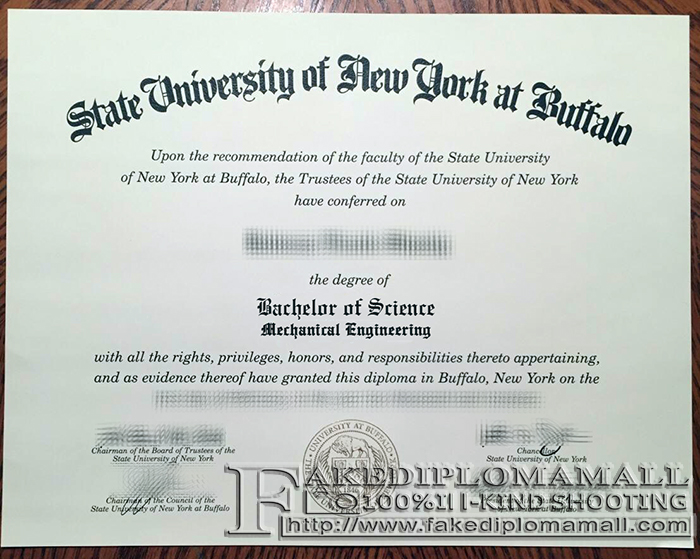 State University of New York at Buffalo
Upon the recommendation of the faculty of the State University
of New York at Buffalo, the Trustees of the State University of New York
have conferred on
the degree of
Bachelor of Science
Mechanical Engineering
with all the rights, privileges, honors, and responsibilities thereto appertaining,
and as evidence thereof have granted this diploma in Buffalo, New York on the
Chairman of the Board of Trustees of the
State University of New York
Chancellor
State University of New York
UNIVERSITY AT BUFFALO
Chairman of the Council of the
State University of New York at Buffalo
FAKEDIPLOMAMALL
SHOOTING
http://www.fakediplomamall.com